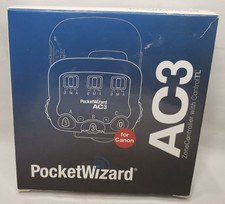 PocketWizard
AC3
A B C
for
Canon
AC3
ZoneController with ControlTL
PocketWizard®